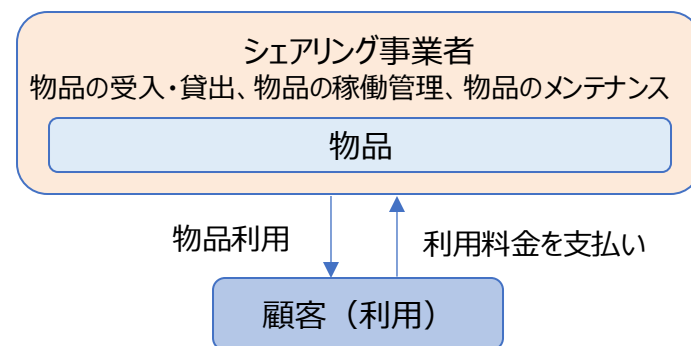 シェアリング事業者
物品の受入・貸出、物品の稼働管理、物品のメンテナンス
物品
物品利用
利用料金を支払い
顧客（利用）